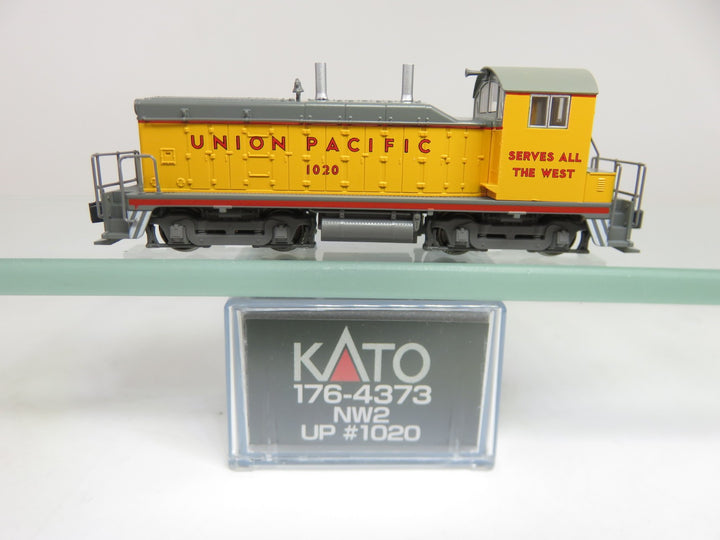 UNION PACIFIC
1020
SERVES ALL
THE WEST
KATO
176-4373
NW2
UP #1020